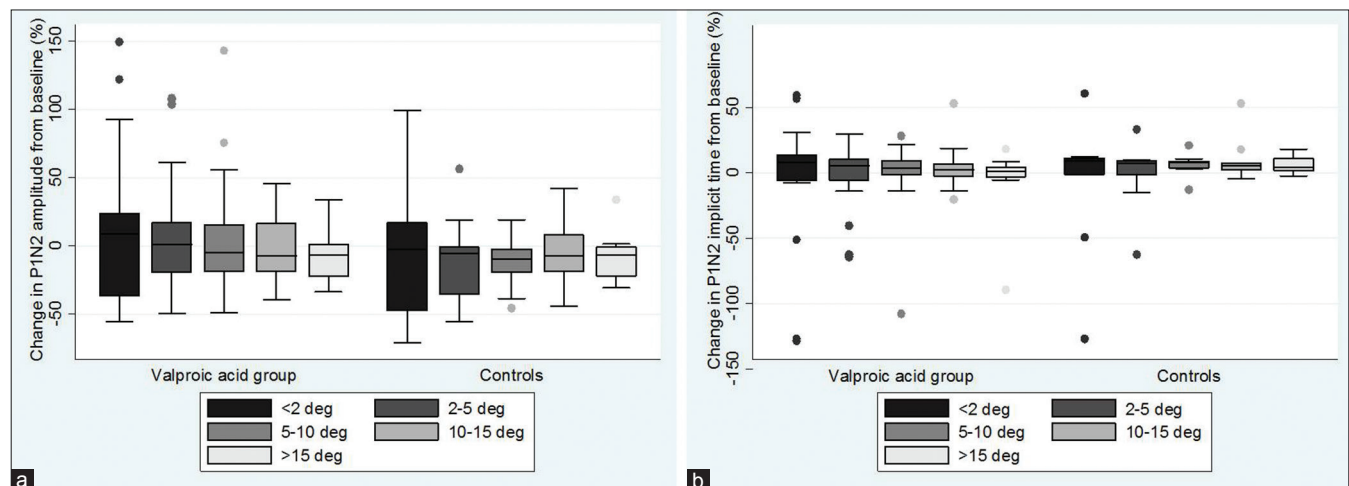 Change in P1N2 amplitude from baseline (%)
150
100
50
0
-50
Valproic acid group
Controls
<2 deg
2-5 deg
5-10 deg
10-15 deg
>15 deg
a
Change in P1N2 implicit time from baseline (%)
50
0
-50
-100
-150
Valproic acid group
Controls
<2 deg
2-5 deg
5-10 deg
10-15 deg
>15 deg
b